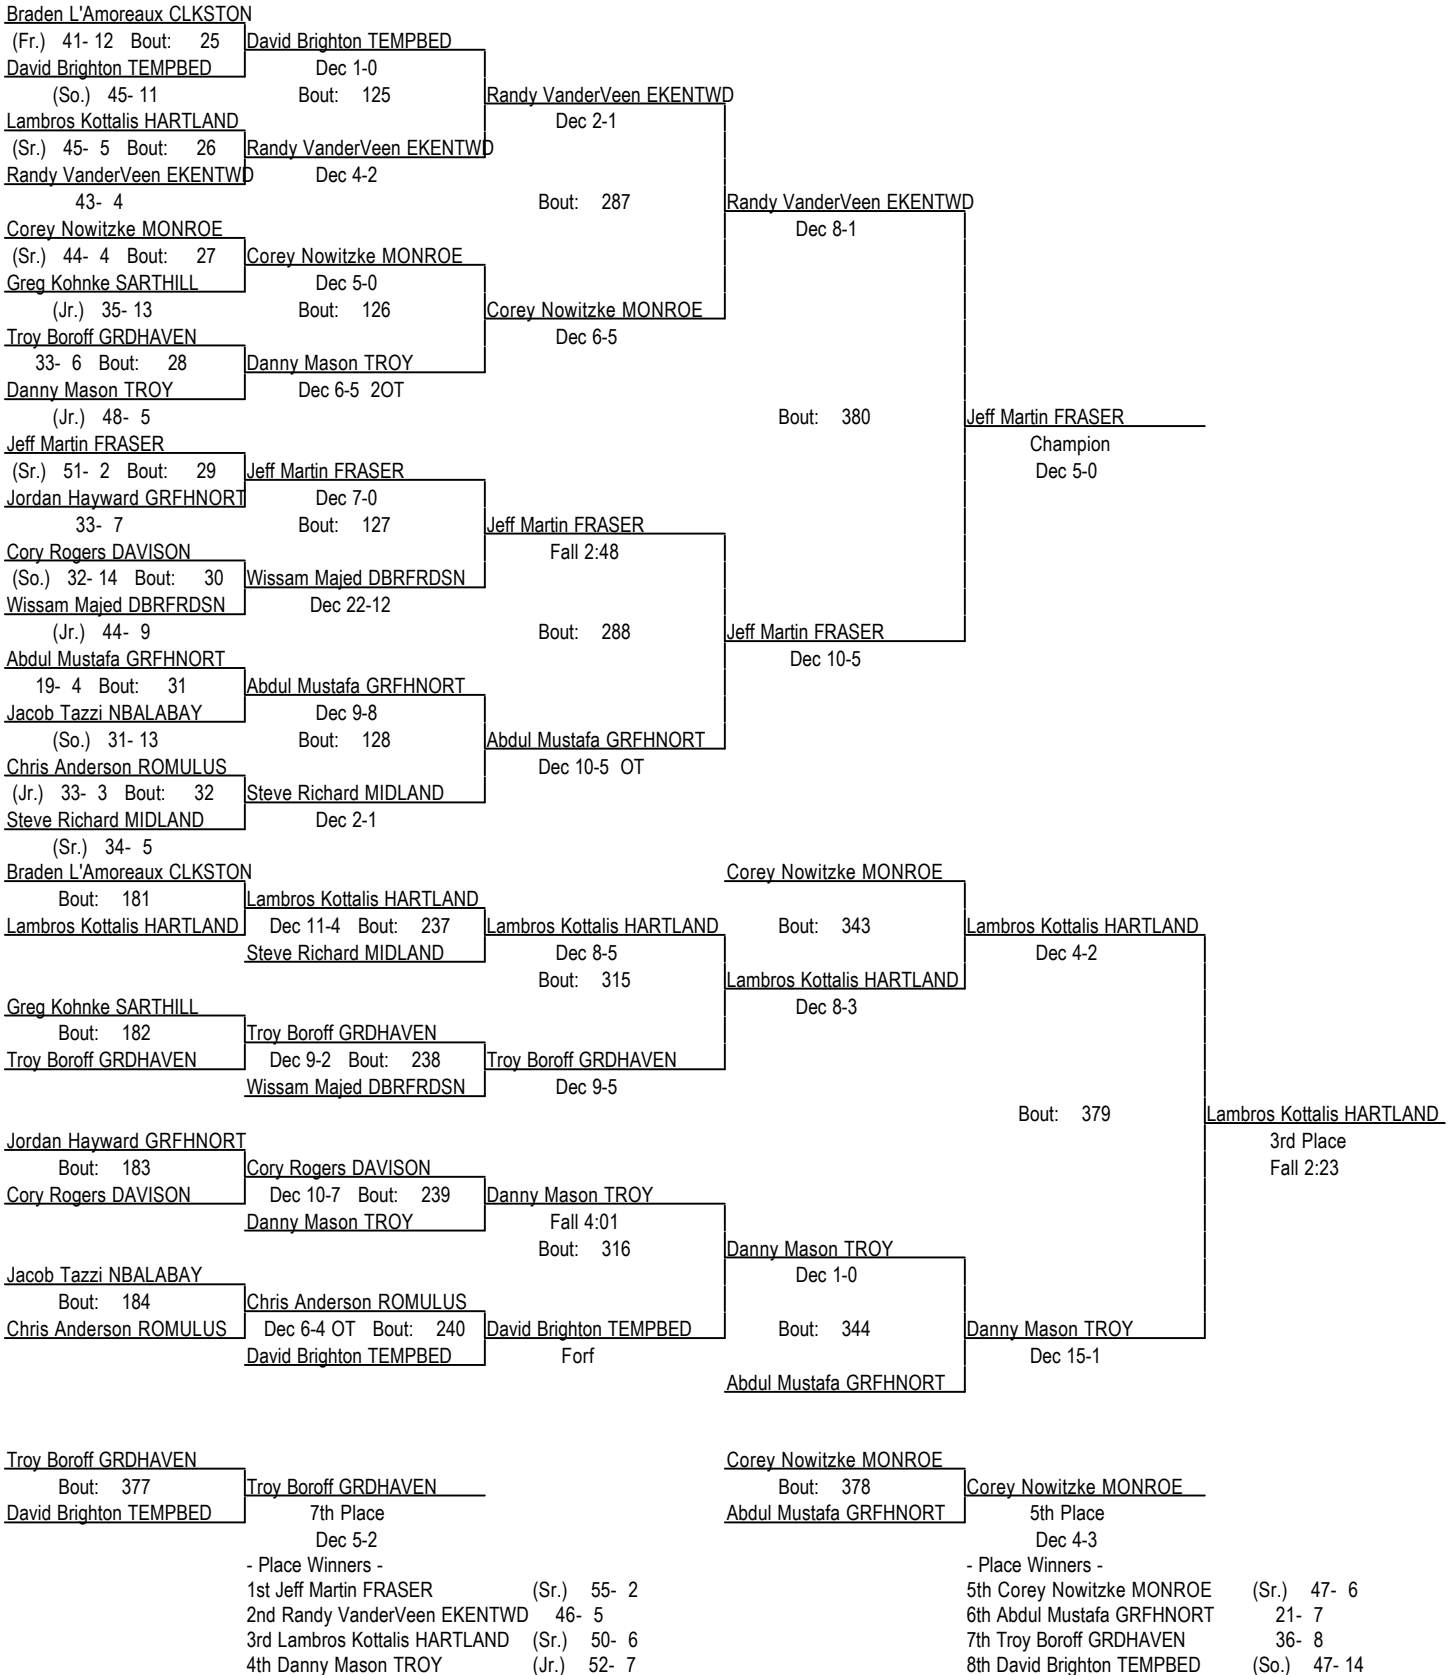 Braden L'Amoreaux CLKSTON
(Fr.) 41- 12 Bout: 25 David Brighton TEMPBED
David Brighton TEMPBED Dec 1-0
(So.) 45- 11 Bout: 125 Randy VanderVeen EKENTWD
Lambros Kottalis HARTLAND Dec 2-1
(Sr.) 45- 5 Bout: 26 Randy VanderVeen EKENTWD
Randy VanderVeen EKENTWD Dec 4-2
43- 4 Bout: 287 Randy VanderVeen EKENTWD
Corey Nowitzke MONROE Dec 8-1
(Sr.) 44- 4 Bout: 27 Corey Nowitzke MONROE
Greg Kohnke SARTHILL Dec 5-0
(Jr.) 35- 13 Bout: 126 Corey Nowitzke MONROE
Troy Boroff GRDHAVEN Dec 6-5
33- 6 Bout: 28 Danny Mason TROY
Danny Mason TROY Dec 6-5 2OT
(Jr.) 48- 5 Bout: 380 Jeff Martin FRASER
Jeff Martin FRASER Champion
(Sr.) 51- 2 Bout: 29 Jeff Martin FRASER Dec 5-0
Jordan Hayward GRFHNORT Dec 7-0
33- 7 Bout: 127 Jeff Martin FRASER
Cory Rogers DAVISON Fall 2:48
(So.) 32- 14 Bout: 30 Wissam Majed DBRFRDSN
Wissam Majed DBRFRDSN Dec 22-12
(Jr.) 44- 9 Bout: 288 Jeff Martin FRASER
Abdul Mustafa GRFHNORT Dec 10-5
19- 4 Bout: 31 Abdul Mustafa GRFHNORT
Jacob Tazzi NBALABAY Dec 9-8
(So.) 31- 13 Bout: 128 Abdul Mustafa GRFHNORT
Chris Anderson ROMULUS Dec 10-5 OT
(Jr.) 33- 3 Bout: 32 Steve Richard MIDLAND
Steve Richard MIDLAND Dec 2-1
(Sr.) 34- 5
Braden L'Amoreaux CLKSTON Corey Nowitzke MONROE
Bout: 181 Lambros Kottalis HARTLAND
Lambros Kottalis HARTLAND Dec 11-4 Bout: 237 Lambros Kottalis HARTLAND Bout: 343 Lambros Kottalis HARTLAND
Steve Richard MIDLAND Dec 8-5 Dec 4-2
Bout: 315 Lambros Kottalis HARTLAND
Greg Kohnke SARTHILL Dec 8-3
Bout: 182 Troy Boroff GRDHAVEN
Troy Boroff GRDHAVEN Dec 9-2 Bout: 238 Troy Boroff GRDHAVEN
Wissam Majed DBRFRDSN Dec 9-5
Bout: 379 Lambros Kottalis HARTLAND
Jordan Hayward GRFHNORT 3rd Place
Bout: 183 Cory Rogers DAVISON Fall 2:23
Cory Rogers DAVISON Dec 10-7 Bout: 239 Danny Mason TROY
Danny Mason TROY Fall 4:01
Bout: 316 Danny Mason TROY
Jacob Tazzi NBALABAY Dec 1-0
Bout: 184 Chris Anderson ROMULUS
Chris Anderson ROMULUS Dec 6-4 OT Bout: 240 David Brighton TEMPBED Bout: 344 Danny Mason TROY
David Brighton TEMPBED Forf Dec 15-1
Abdul Mustafa GRFHNORT
Troy Boroff GRDHAVEN Corey Nowitzke MONROE
Bout: 377 Troy Boroff GRDHAVEN Bout: 378 Corey Nowitzke MONROE
David Brighton TEMPBED 7th Place Abdul Mustafa GRFHNORT 5th Place
Dec 5-2 Dec 4-3
- Place Winners - - Place Winners -
1st Jeff Martin FRASER (Sr.) 55- 2 5th Corey Nowitzke MONROE (Sr.) 47- 6
2nd Randy VanderVeen EKENTWD 46- 5 6th Abdul Mustafa GRFHNORT 21- 7
3rd Lambros Kottalis HARTLAND (Sr.) 50- 6 7th Troy Boroff GRDHAVEN 36- 8
4th Danny Mason TROY (Jr.) 52- 7 8th David Brighton TEMPBED (So.) 47- 14